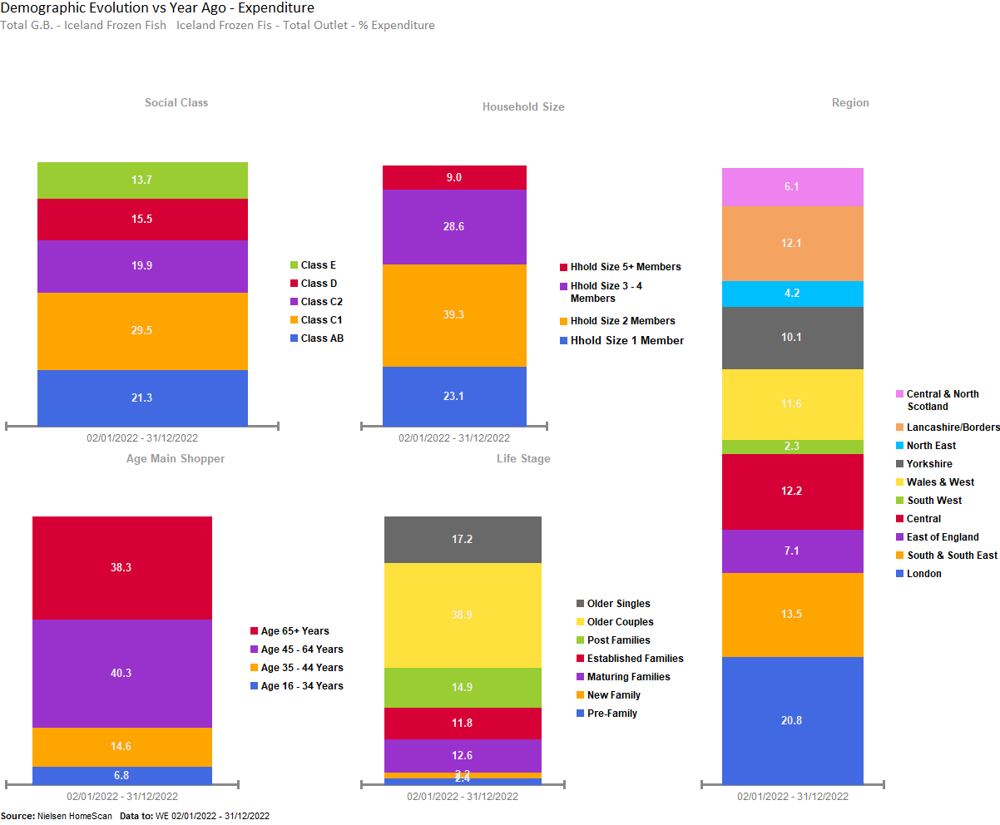 Demographic Evolution vs Year Ago - Expenditure
Total G.B. - Iceland Frozen Fish   Iceland Frozen Fis - Total Outlet - % Expenditure
Social Class
13.7
15.5
19.9
29.5
21.3
Class E
Class D
Class C2
Class C1
Class AB
02/01/2022 - 31/12/2022
Household Size
9.0
28.6
39.3
23.1
Hhold Size 5+ Members
Hhold Size 3 - 4
Members
Hhold Size 2 Members
Hhold Size 1 Member
02/01/2022 - 31/12/2022
Region
6.1
12.1
4.2
10.1
11.6
2.3
12.2
7.1
13.5
20.8
Central & North
Scotland
Lancashire/Borders
North East
Yorkshire
Wales & West
South West
Central
East of England
South & South East
London
02/01/2022 - 31/12/2022
Age Main Shopper
38.3
40.3
14.6
6.8
Age 65+ Years
Age 45 - 64 Years
Age 35 - 44 Years
Age 16 - 34 Years
02/01/2022 - 31/12/2022
Life Stage
17.2
38.9
14.9
11.8
12.6
2.4
Older Singles
Older Couples
Post Families
Established Families
Maturing Families
New Family
Pre-Family
02/01/2022 - 31/12/2022
Source: Nielsen HomeScan   Data to: WE 02/01/2022 - 31/12/2022